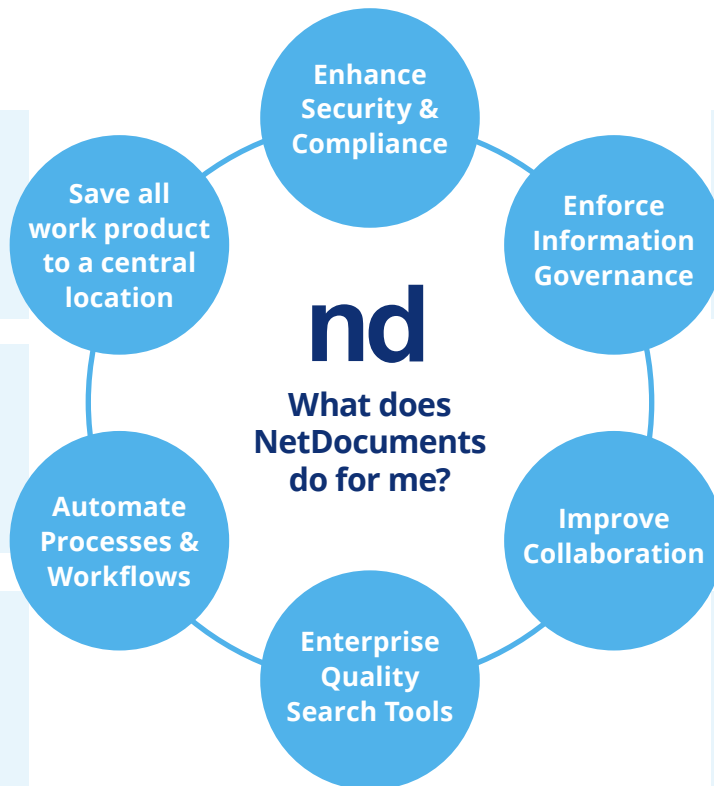 Enhance
Security &
Compliance
Save all
work product
to a central
location
Enforce
Information
Governance
nd
What does
NetDocuments
do for me?
Automate
Processes &
Workflows
Improve
Collaboration
Enterprise
Quality
Search Tools